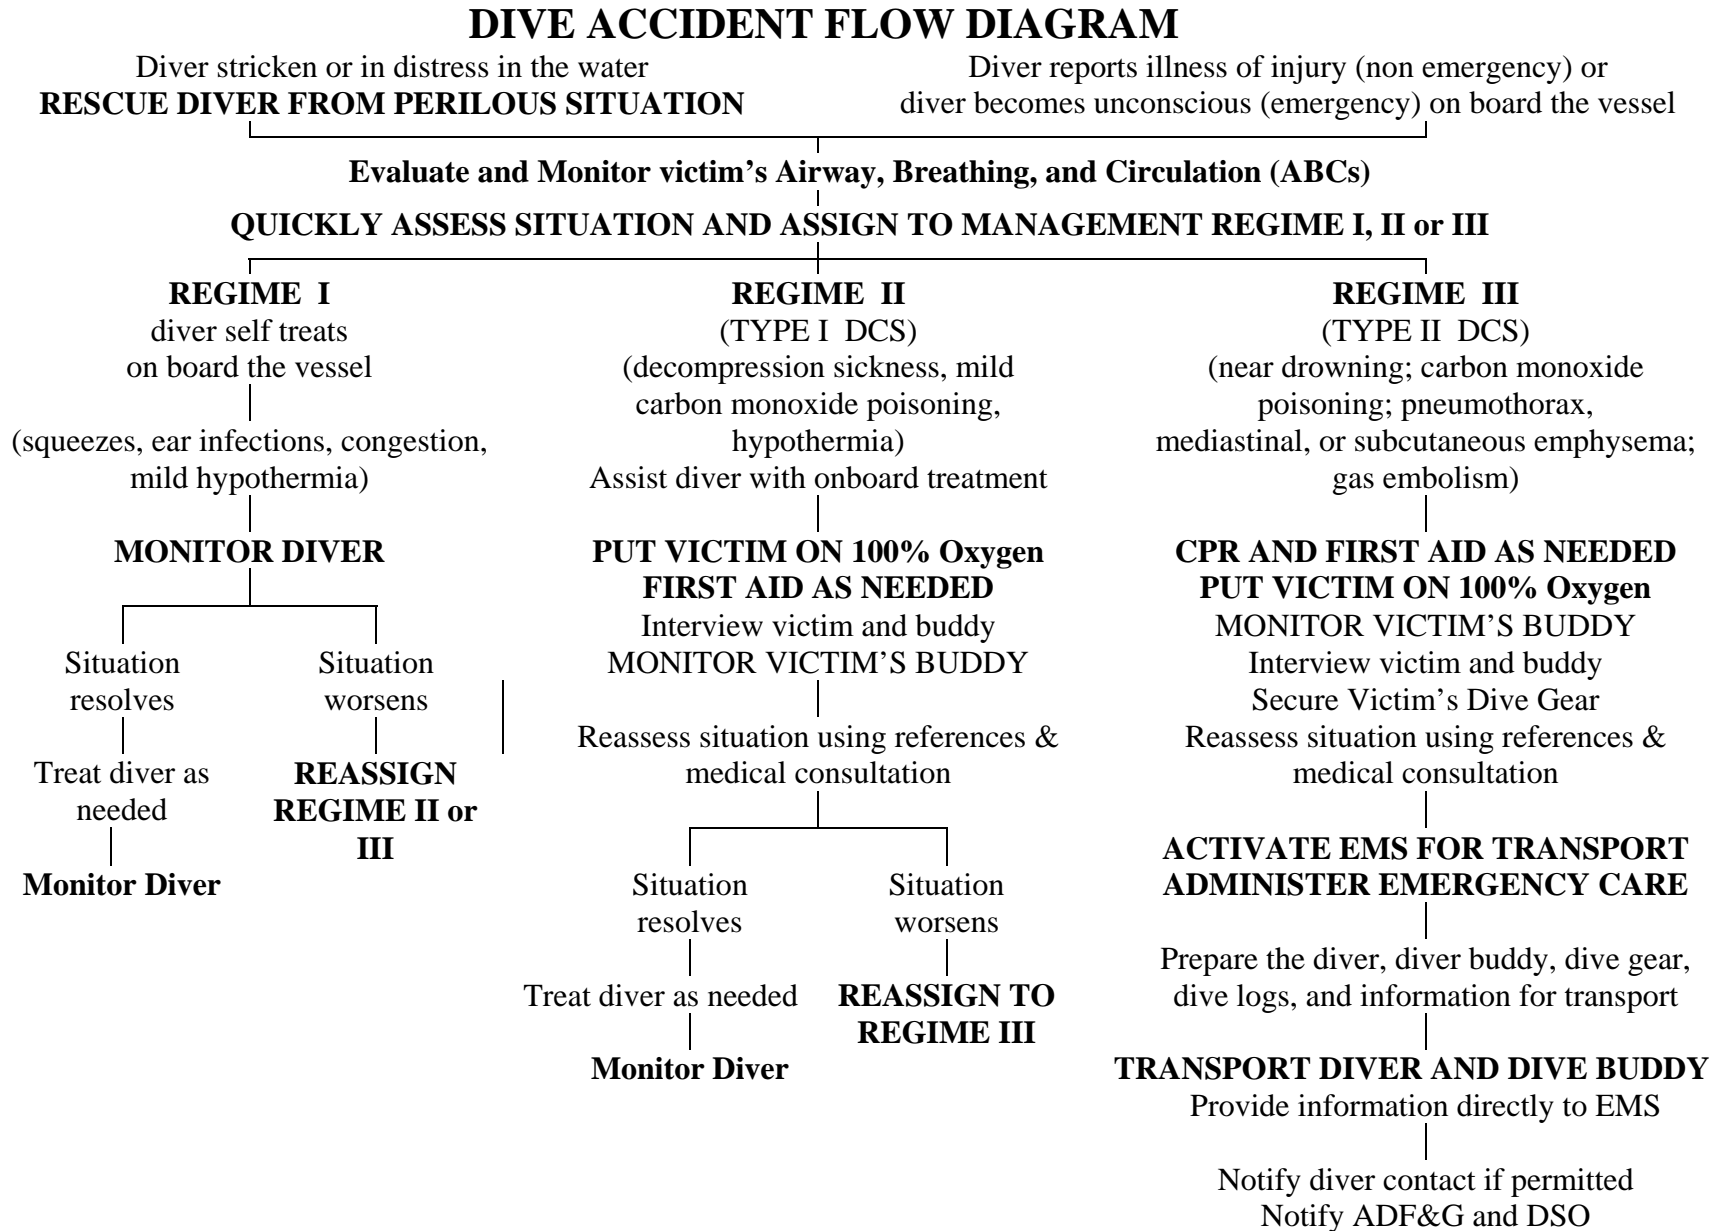 DIVE ACCIDENT FLOW DIAGRAM
Diver stricken or in distress in the water
RESCUE DIVER FROM PERILOUS SITUATION
Diver reports illness of injury (non emergency) or
diver becomes unconscious (emergency) on board the vessel
Evaluate and Monitor victim’s Airway, Breathing, and Circulation (ABCs)
QUICKLY ASSESS SITUATION AND ASSIGN TO MANAGEMENT REGIME I, II or III
REGIME I
diver self treats
on board the vessel
(squeezes, ear infections, congestion,
mild hypothermia)
MONITOR DIVER
Situation
resolves
Treat diver as
needed
Monitor Diver
Situation
worsens
REASSIGN
REGIME II or
III
REGIME II
(TYPE I DCS)
(decompression sickness, mild
carbon monoxide poisoning,
hypothermia)
Assist diver with onboard treatment
PUT VICTIM ON 100% Oxygen
FIRST AID AS NEEDED
Interview victim and buddy
MONITOR VICTIM’S BUDDY
Reassess situation using references &
medical consultation
Situation
resolves
Treat diver as needed
Monitor Diver
Situation
worsens
REASSIGN TO
REGIME III
REGIME III
(TYPE II DCS)
(near drowning; carbon monoxide
poisoning; pneumothorax,
mediastinal, or subcutaneous emphysema;
gas embolism)
CPR AND FIRST AID AS NEEDED
PUT VICTIM ON 100% Oxygen
MONITOR VICTIM’S BUDDY
Interview victim and buddy
Secure Victim’s Dive Gear
Reassess situation using references &
medical consultation
ACTIVATE EMS FOR TRANSPORT
ADMINISTER EMERGENCY CARE
Prepare the diver, diver buddy, dive gear,
dive logs, and information for transport
TRANSPORT DIVER AND DIVE BUDDY
Provide information directly to EMS
Notify diver contact if permitted
Notify ADF&G and DSO